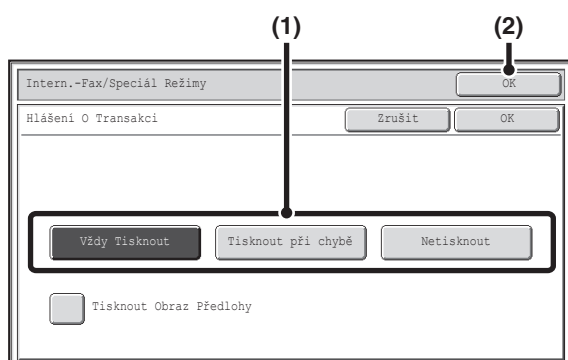 (1) (2)
Intern.-Fax/Speciál Režimy OK
Hlášení O Transakci Zrušit OK
Vždy Tisknout Tisknout při chybě Netisknout
Tisknout Obraz Předlohy